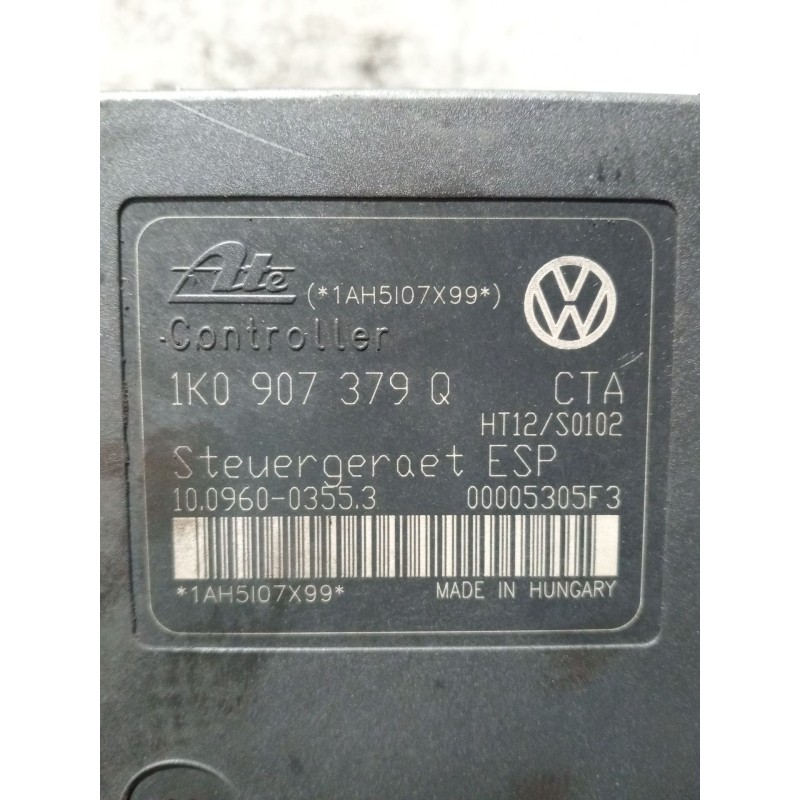 Ate (*1AH5I07X99*)
Controller
1K0 907 379 Q CTA
HT12/S0102
Steuergeraet ESP
10.0960-0355.3 00005305F3
*1AH5I07X99* MADE IN HUNGARY